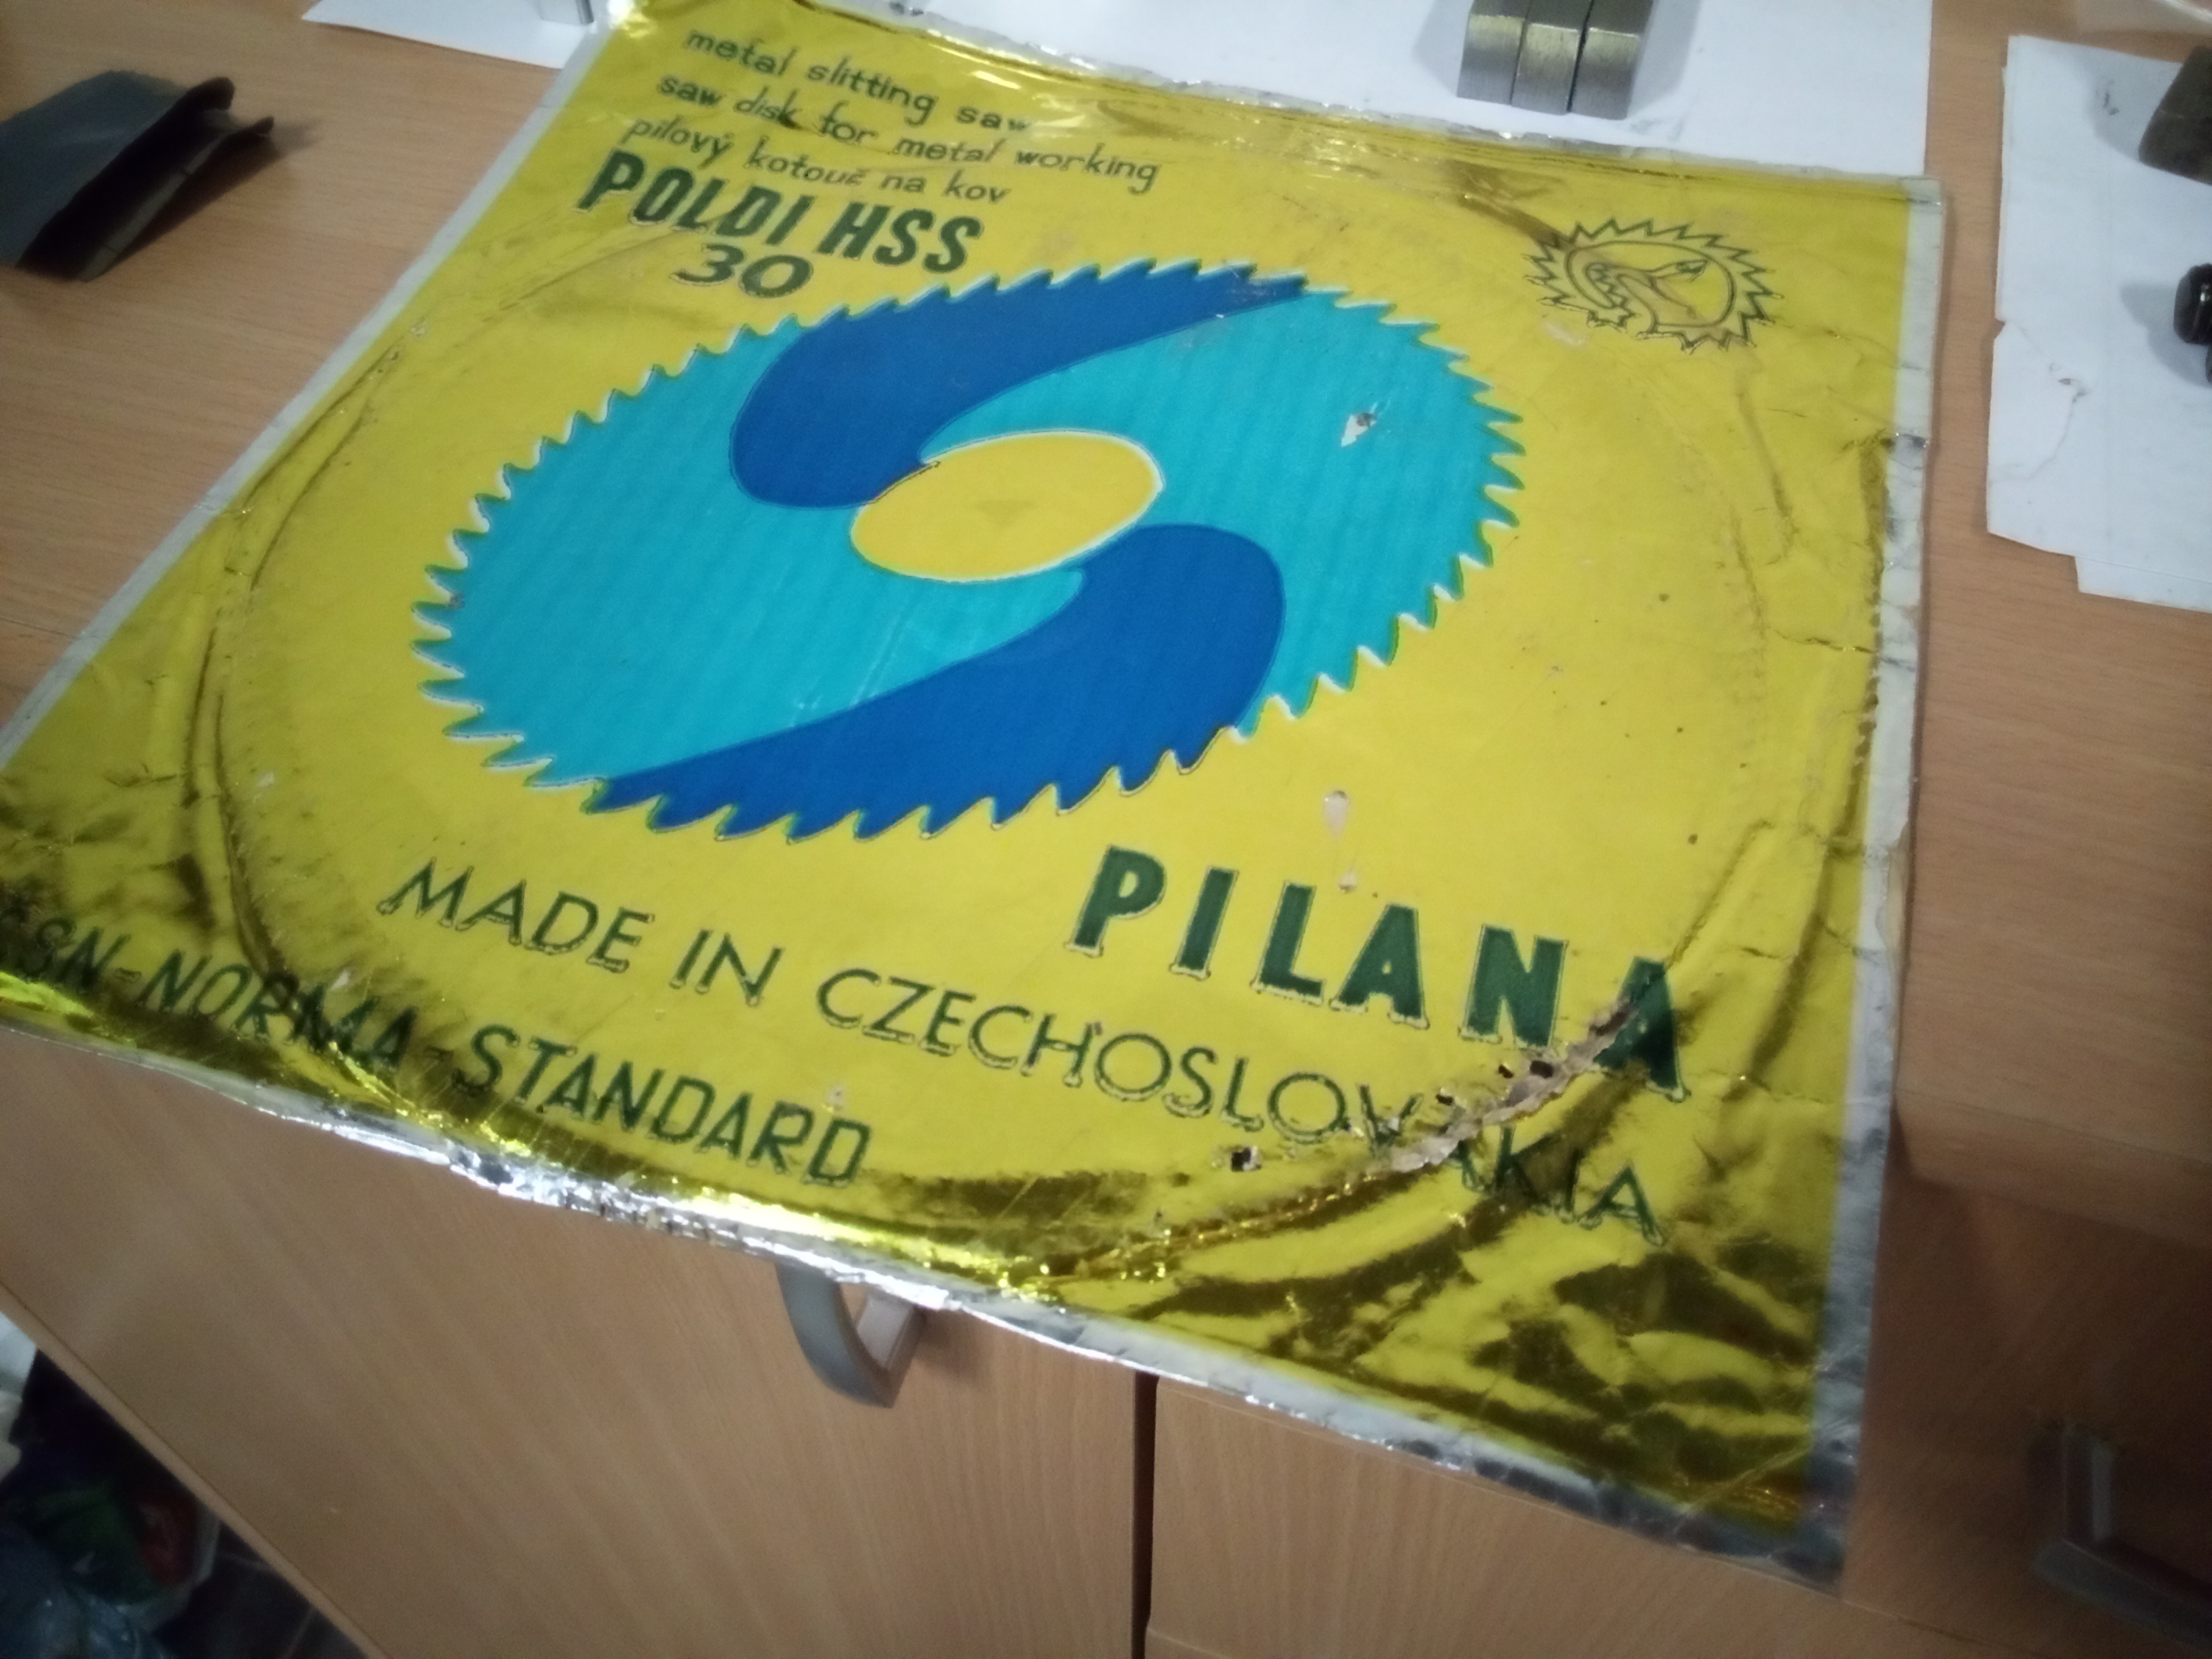 metal slitting saw
saw disk for metal working
pilový kotouč na kov
POLDI HSS
30
PILANA
MADE IN CZECHOSLOVAKIA
ČSN-NORMA-STANDARD